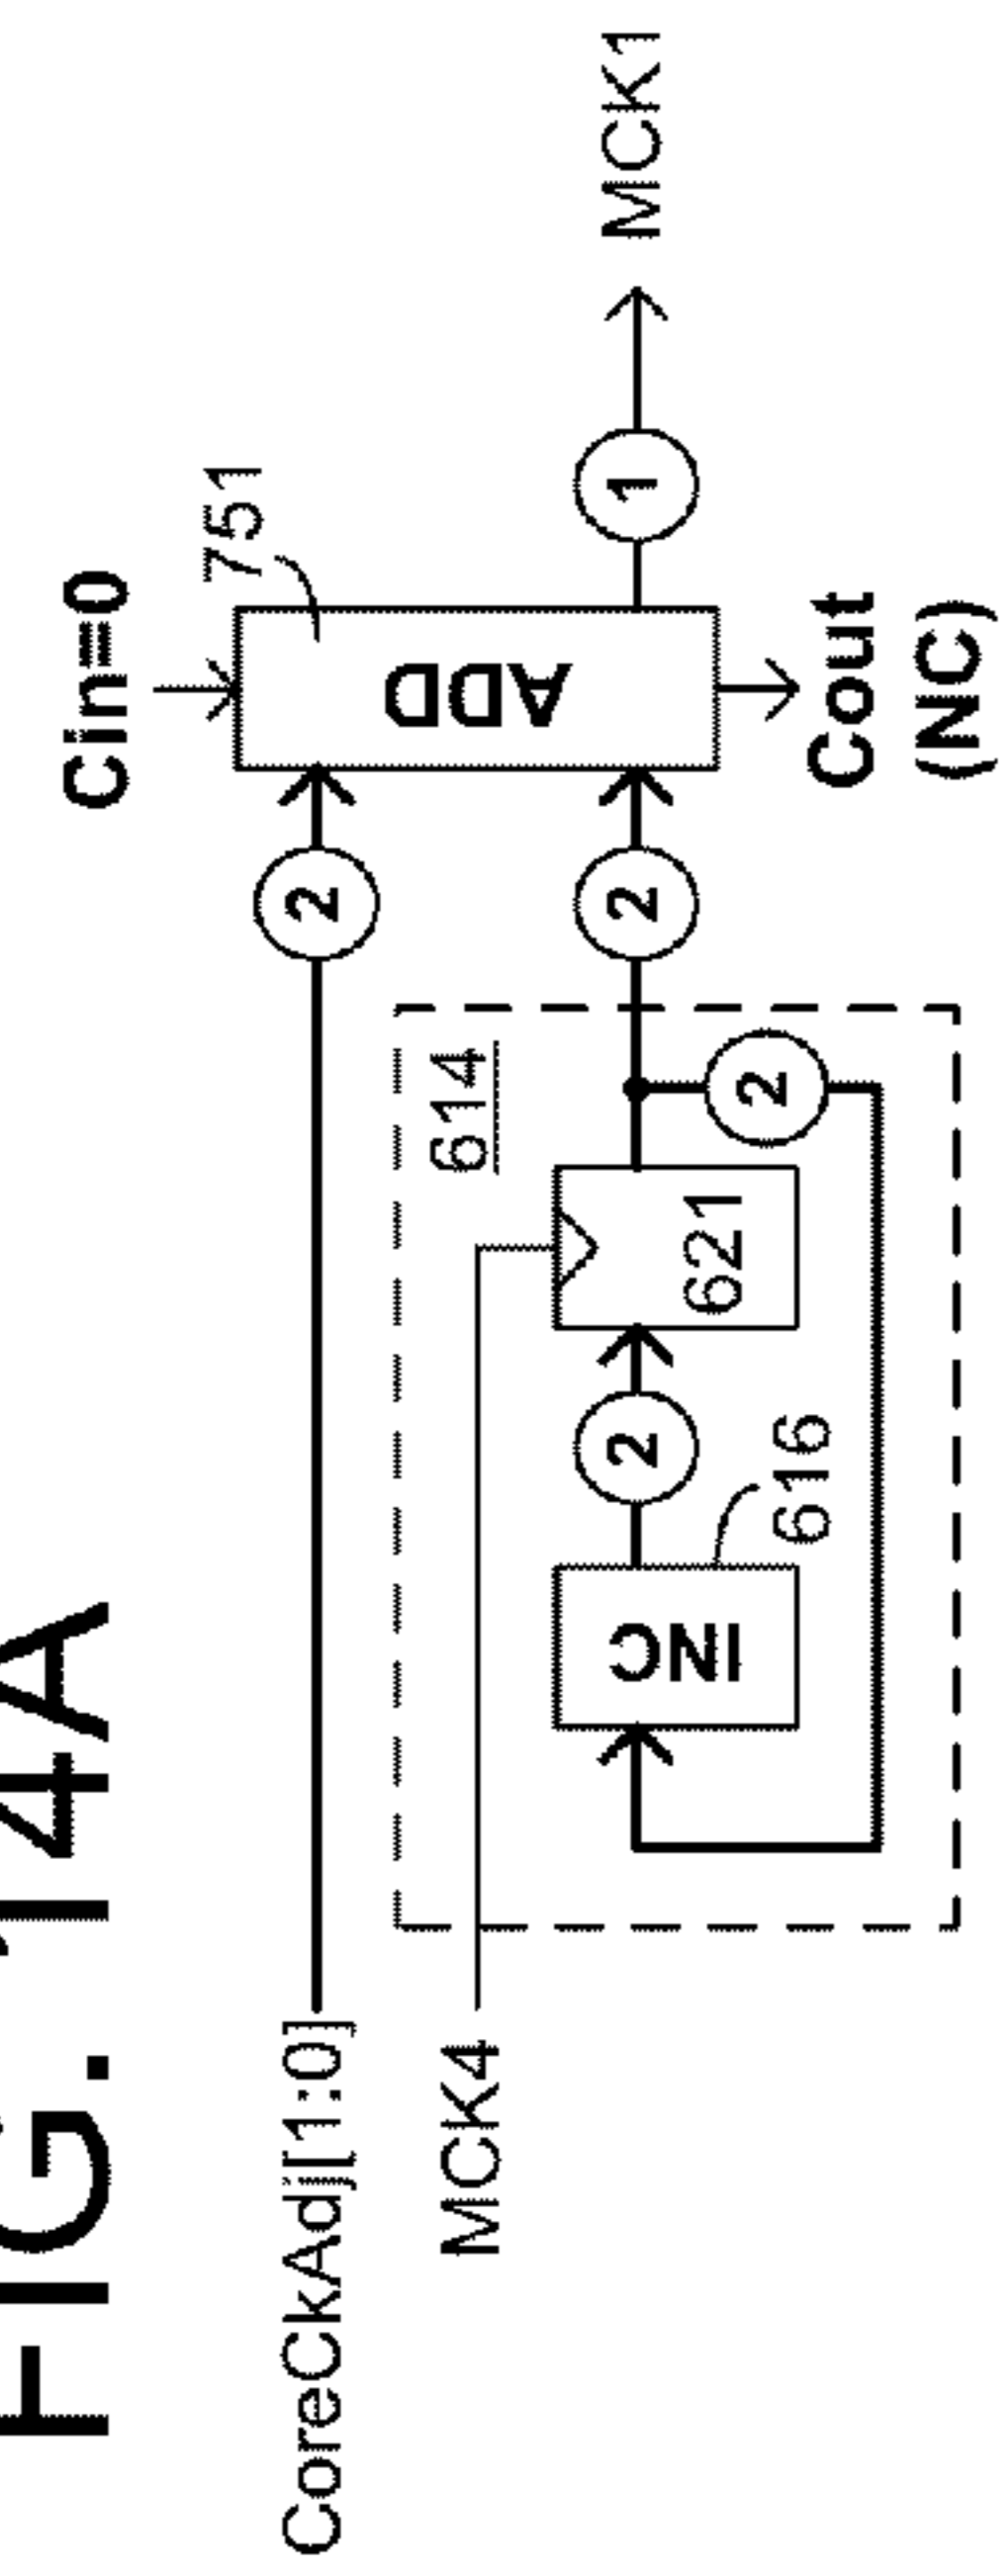 FIG. 14A
Cin=0
751
CoreCkAdj[1:0]
2
ADD
MCK4
614
2
1
MCK1
INC
2
621
616
2
Cout
(NC)